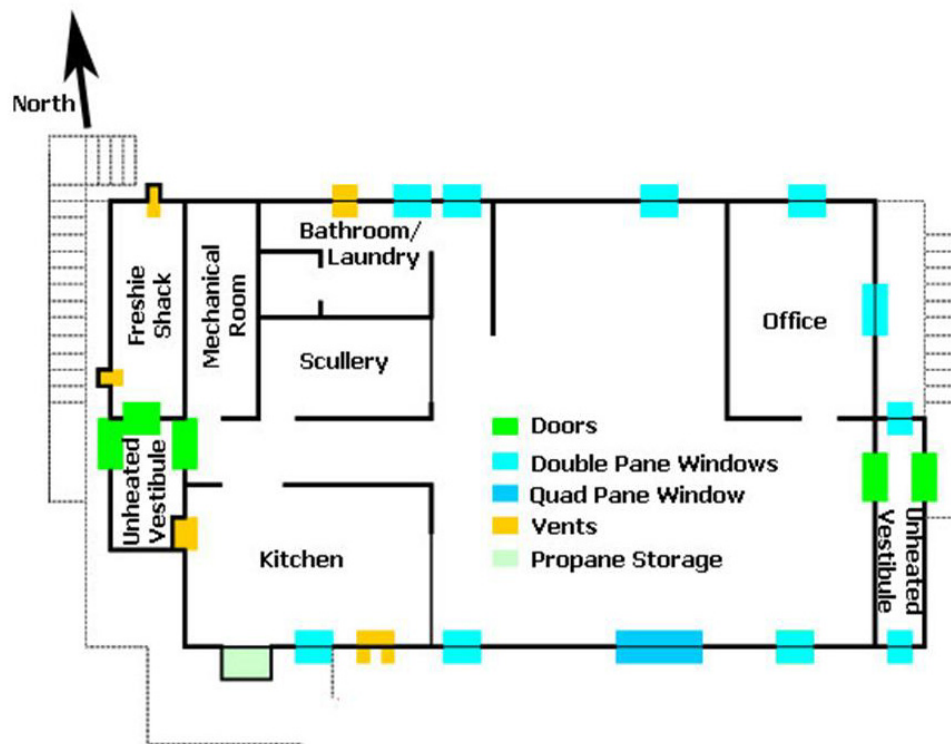 North
Freshie
Shack
Mechanical
Room
Bathroom/
Laundry
Scullery
Office
Doors
Double Pane Windows
Quad Pane Window
Vents
Propane Storage
Unheated
Vestibule
Kitchen
Unheated
Vestibule